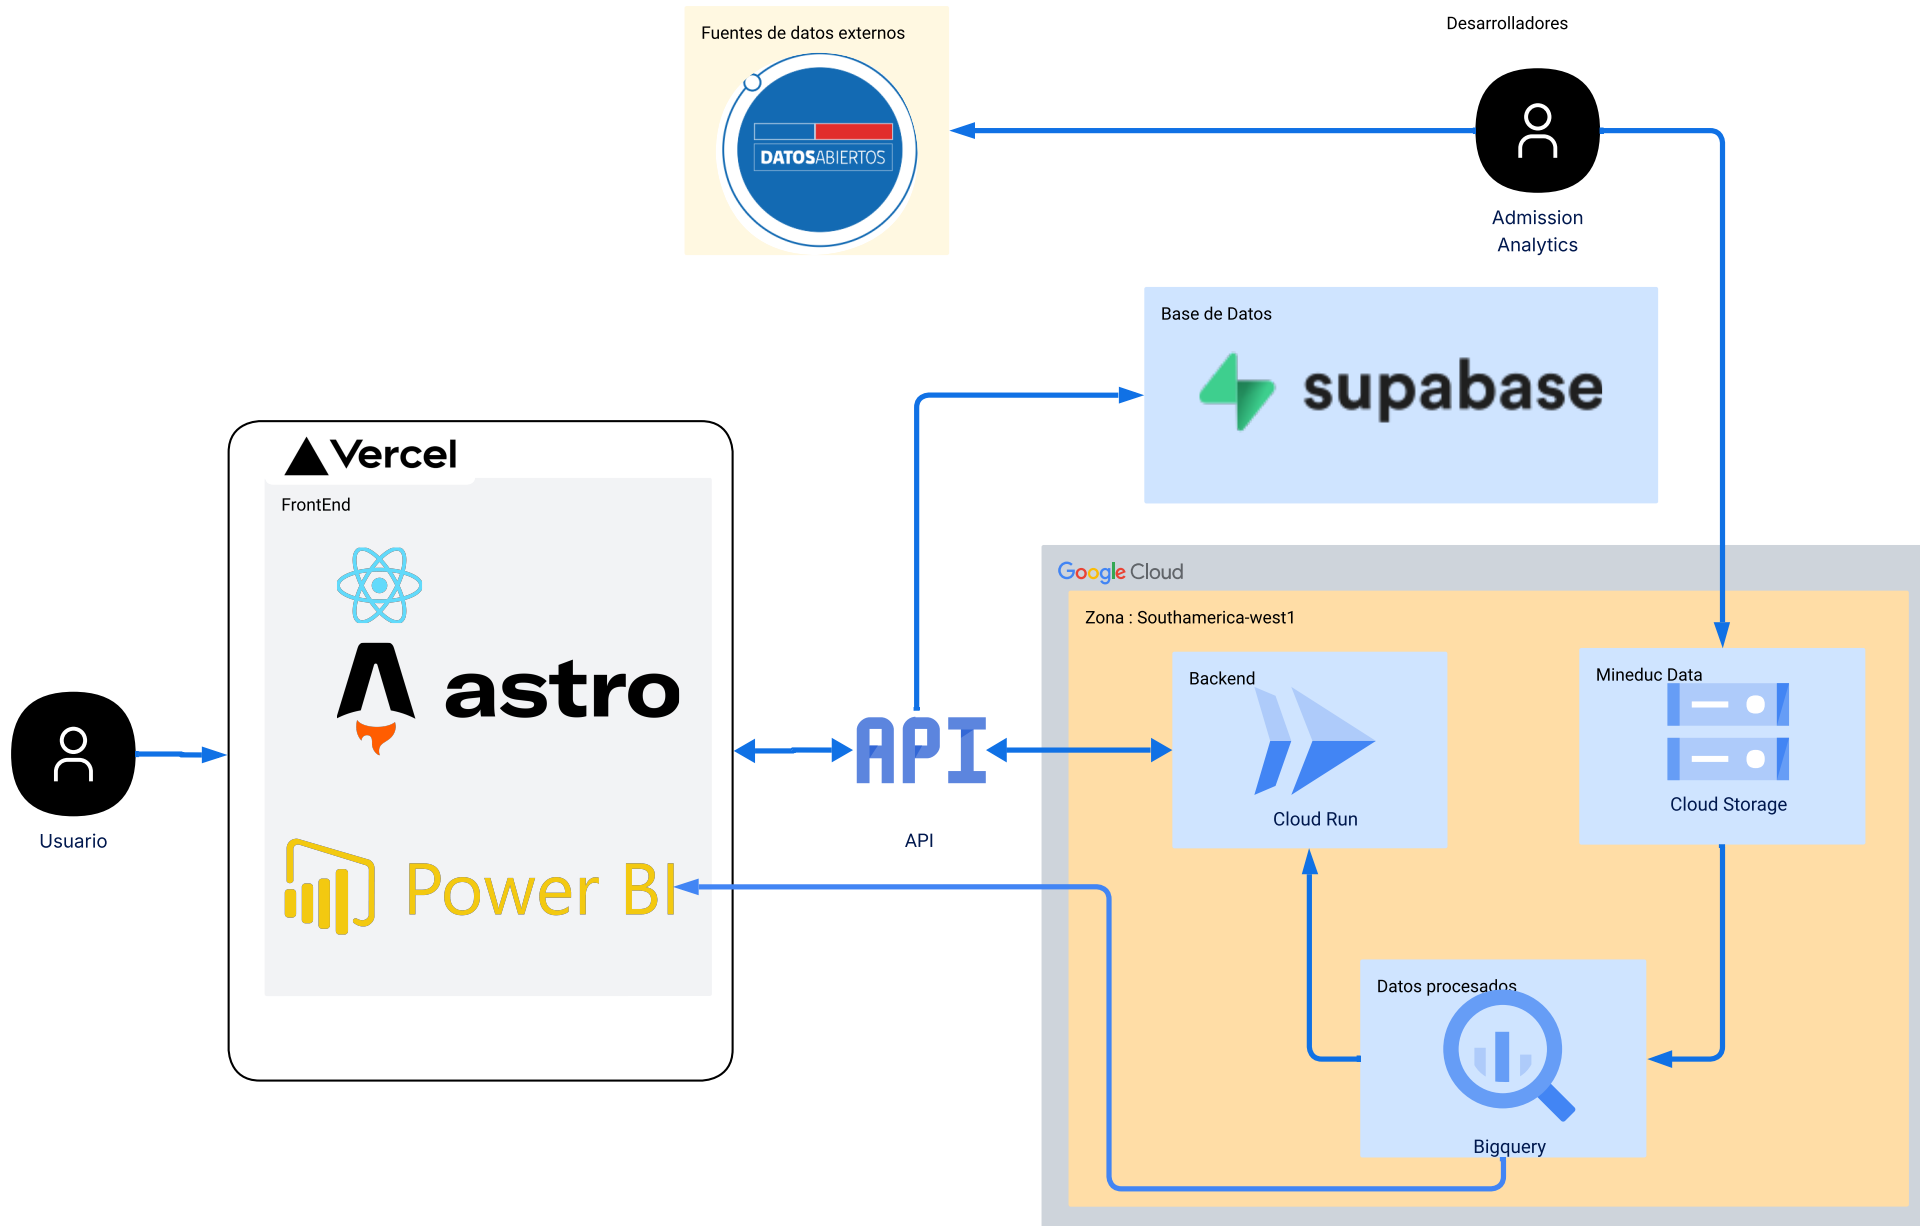 Fuentes de datos externos
DATOSABIERTOS
Desarrolladores
Admission
Analytics
Base de Datos
supabase
Vercel
FrontEnd
astro
Power BI
Usuario
API
API
Google Cloud
Zona : Southamerica-west1
Backend
Cloud Run
Mineduc Data
Cloud Storage
Datos procesados
Bigquery